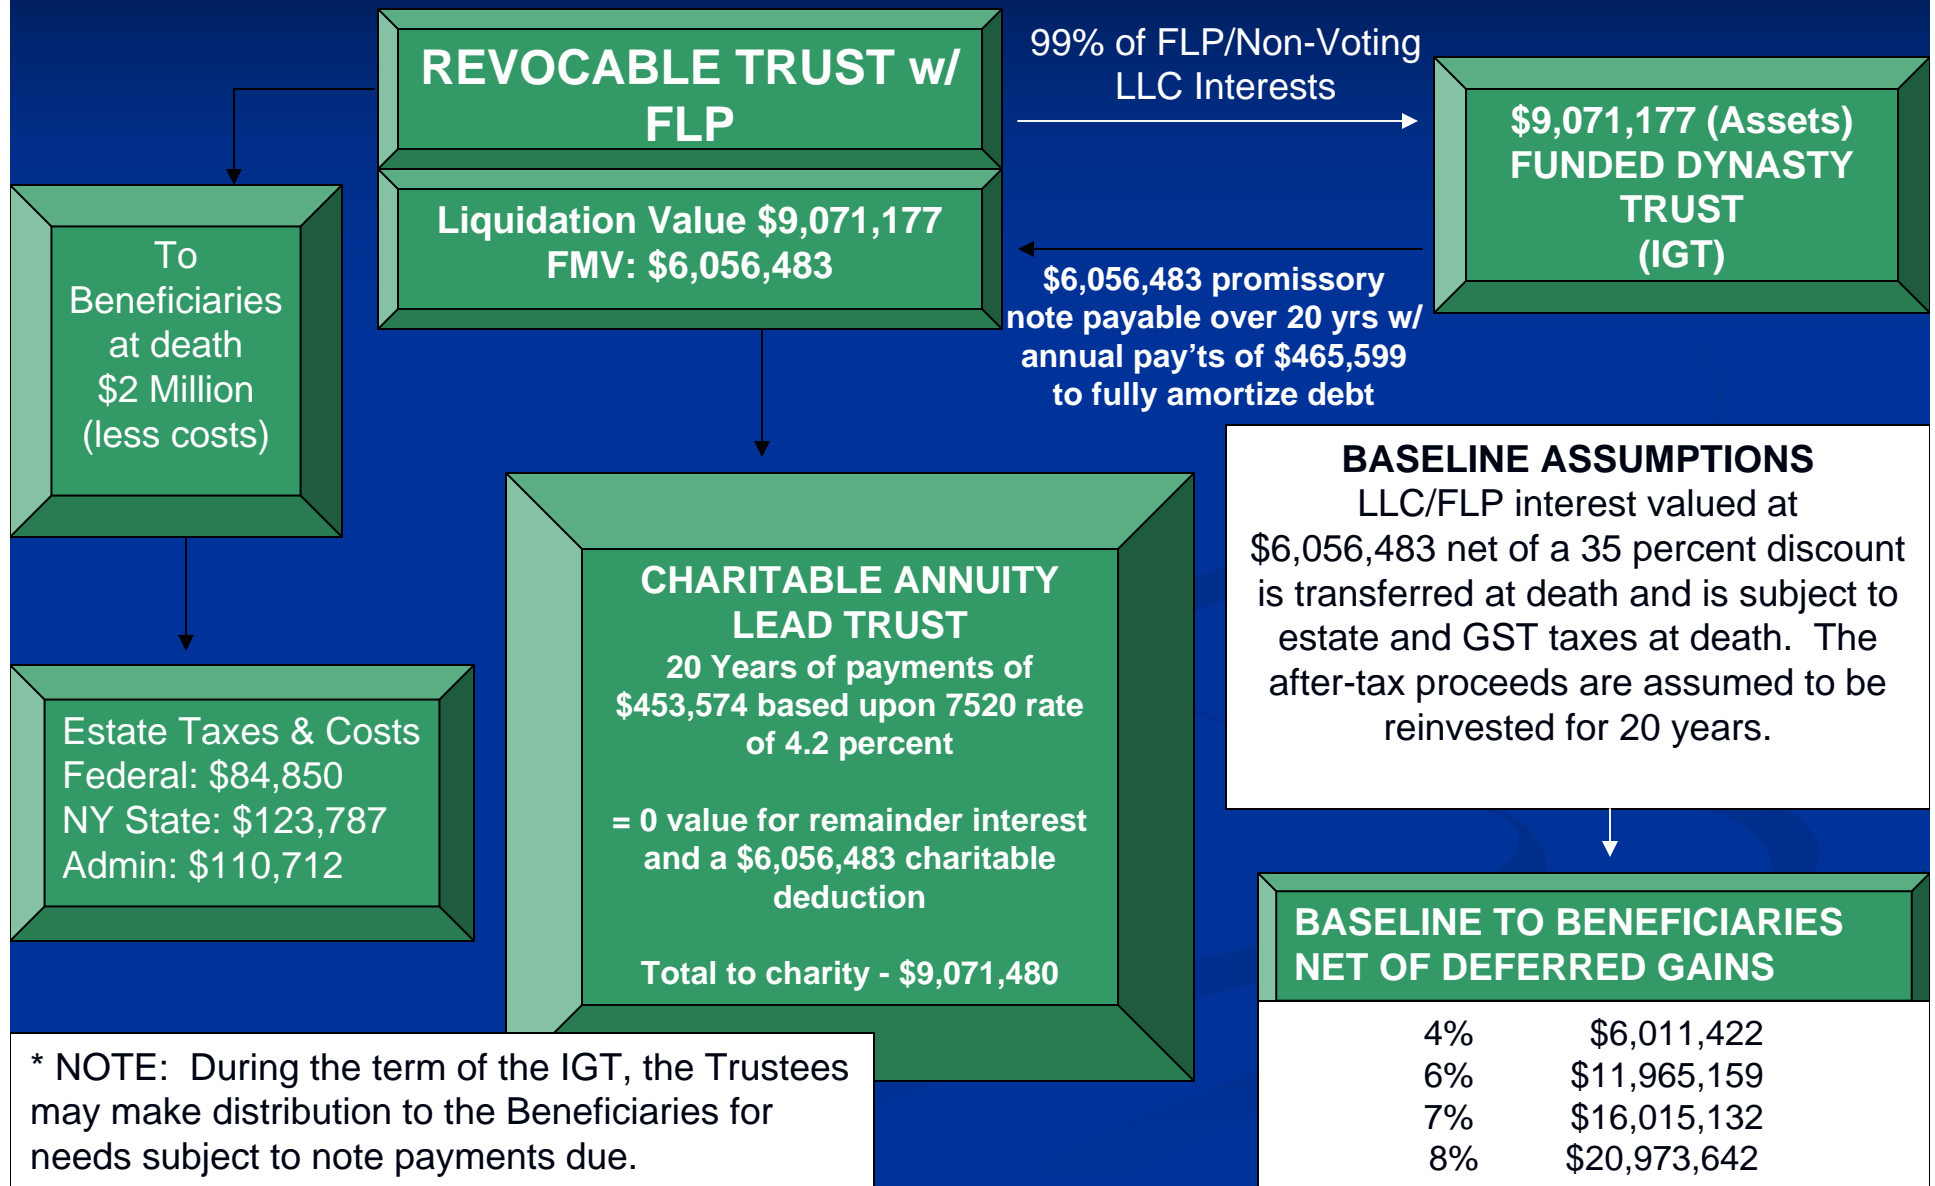 REVOCABLE TRUST w/
FLP
Liquidation Value $9,071,177
FMV: $6,056,483
99% of FLP/Non-Voting
LLC Interests
$9,071,177 (Assets)
FUNDED DYNASTY
TRUST
(IGT)
$6,056,483 promissory
note payable over 20 yrs w/
annual pay’ts of $465,599
to fully amortize debt
To
Beneficiaries
at death
$2 Million
(less costs)
Estate Taxes & Costs
Federal: $84,850
NY State: $123,787
Admin: $110,712
CHARITABLE ANNUITY
LEAD TRUST
20 Years of payments of
$453,574 based upon 7520 rate
of 4.2 percent
= 0 value for remainder interest
and a $6,056,483 charitable
deduction
Total to charity - $9,071,480
BASELINE ASSUMPTIONS
LLC/FLP interest valued at
$6,056,483 net of a 35 percent discount
is transferred at death and is subject to
estate and GST taxes at death. The
after-tax proceeds are assumed to be
reinvested for 20 years.
BASELINE TO BENEFICIARIES
NET OF DEFERRED GAINS
4% $6,011,422
6% $11,965,159
7% $16,015,132
8% $20,973,642
* NOTE: During the term of the IGT, the Trustees
may make distribution to the Beneficiaries for
needs subject to note payments due.